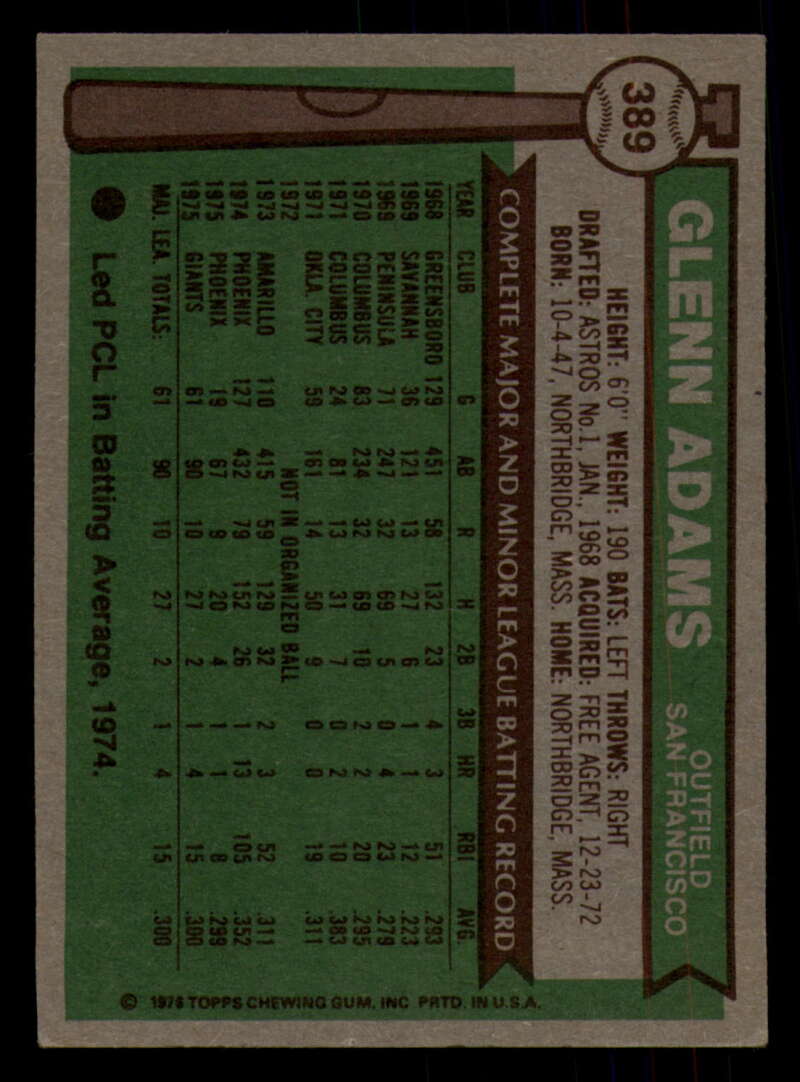 389
GLENN ADAMS
OUTFIELD
SAN FRANCISCO
HEIGHT: 6'0" WEIGHT: 190 BATS: LEFT THROWS: RIGHT
DRAFTED: ASTROS No.1, JAN., 1968 ACQUIRED: FREE AGENT, 12-23-72
BORN: 10-4-47, NORTHBRIDGE, MASS. HOME: NORTHBRIDGE, MASS.
COMPLETE MAJOR AND MINOR LEAGUE BATTING RECORD
YEAR CLUB G AB R H 2B 3B HR RBI AVG.
1968 GREENSBORO 129 451 58 132 23 4 3 51 .293
1969 SAVANNAH 36 121 13 27 6 1 1 12 .223
1969 PENINSULA 71 247 32 69 5 0 4 23 .279
1970 COLUMBUS 83 234 32 69 10 2 2 20 .295
1971 COLUMBUS 24 81 13 31 7 0 2 10 .383
1971 OKLA. CITY 59 161 14 50 9 0 0 19 .311
1972 NOT IN ORGANIZED BALL
1973 AMARILLO 110 415 59 129 32 2 3 52 .311
1974 PHOENIX 127 432 79 152 26 1 13 105 .352
1975 PHOENIX 19 67 8 20 4 1 1 8 .299
1975 GIANTS 61 90 10 27 2 1 4 15 .300
MAJ. LEA. TOTALS: 61 90 10 27 2 1 4 15 .300
Led PCL in Batting Average, 1974.
© 1976 TOPPS CHEWING GUM, INC. PRTD. IN U.S.A.